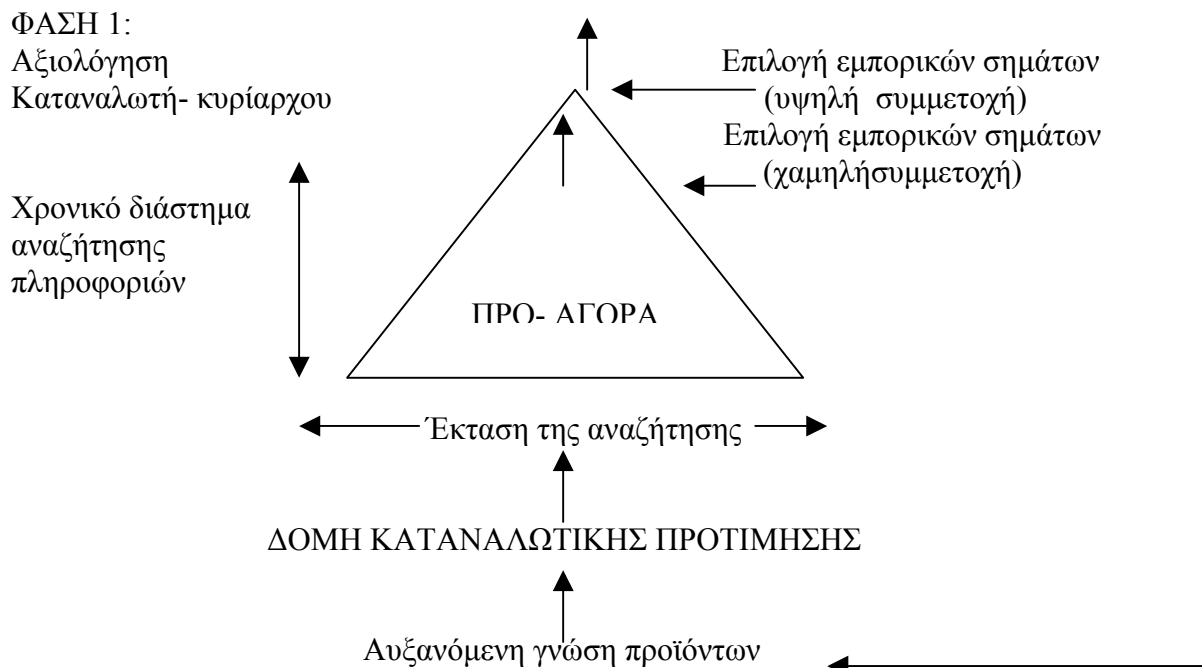 ΦΑΣΗ 1:
Αξιολόγηση
Καταναλωτή- κυρίαρχου
Επιλογή εμπορικών σημάτων
(υψηλή συμμετοχή)
Επιλογή εμπορικών σημάτων
(χαμηλήσυμμετοχή)
Χρονικό διάστημα
αναζήτησης
πληροφοριών
ΠΡΟ- ΑΓΟΡΑ
Έκταση της αναζήτησης
ΔΟΜΗ ΚΑΤΑΝΑΛΩΤΙΚΗΣ ΠΡΟΤΙΜΗΣΗΣ
Αυξανόμενη γνώση προϊόντων